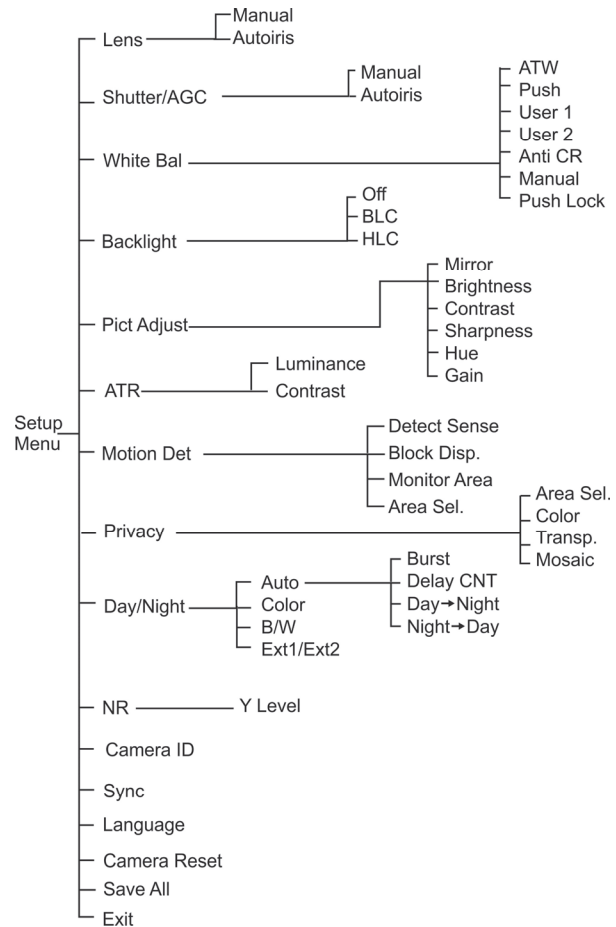 Setup
Menu
Lens
Manual
Autoiris
Shutter/AGC
Manual
Autoiris
White Bal
ATW
Push
User 1
User 2
Anti CR
Manual
Push Lock
Backlight
Off
BLC
HLC
Pict Adjust
Mirror
Brightness
Contrast
Sharpness
Hue
Gain
ATR
Luminance
Contrast
Motion Det
Detect Sense
Block Disp.
Monitor Area
Area Sel.
Privacy
Area Sel.
Color
Transp.
Mosaic
Day/Night
Auto
Color
B/W
Ext1/Ext2
Burst
Delay CNT
Day→Night
Night→Day
NR
Y Level
Camera ID
Sync
Language
Camera Reset
Save All
Exit